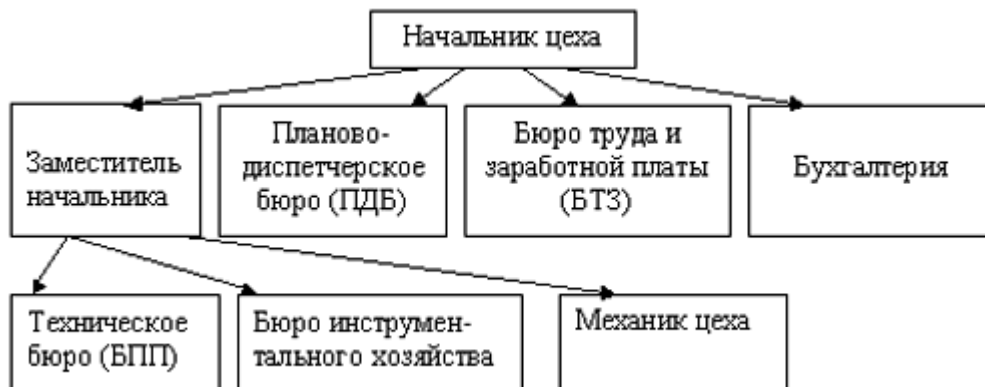 Начальник цеха
Заместитель
начальника
Планово-
диспетчерское
бюро (ПДБ)
Бюро труда и
заработной платы
(БТЗ)
Бухгалтерия
Техническое
бюро (БПП)
Бюро инструмен-
тального хозяйства
Механик цеха